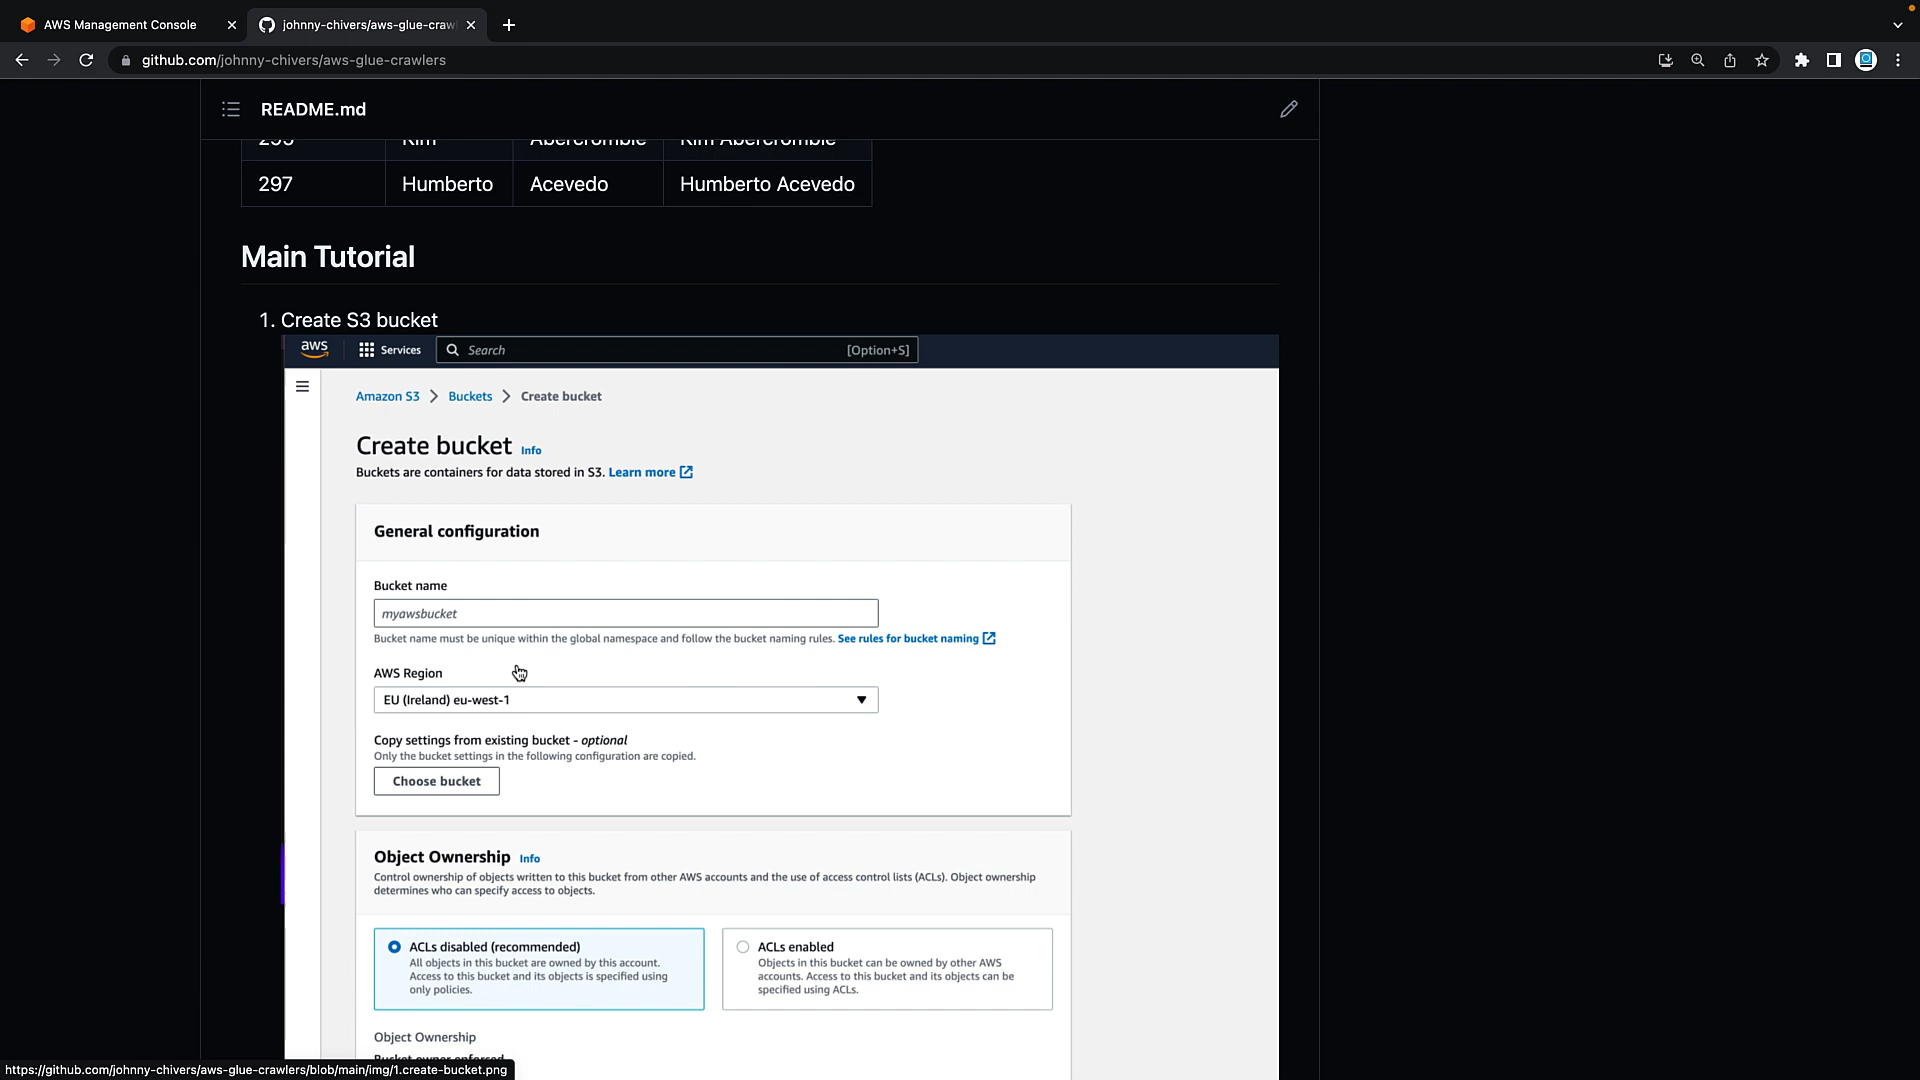 AWS Management Console
johnny-chivers/aws-glue-craw
github.com/johnny-chivers/aws-glue-crawlers
README.md
295 Kim Abercrombie Kim Abercrombie
297 Humberto Acevedo Humberto Acevedo
Main Tutorial
1. Create S3 bucket
aws Services Search [Option+S]
Amazon S3 Buckets Create bucket
Create bucket Info
Buckets are containers for data stored in S3. Learn more
General configuration
Bucket name
myawsbucket
Bucket name must be unique within the global namespace and follow the bucket naming rules. See rules for bucket naming
AWS Region
EU (Ireland) eu-west-1
Copy settings from existing bucket - optional
Only the bucket settings in the following configuration are copied.
Choose bucket
Object Ownership Info
Control ownership of objects written to this bucket from other AWS accounts and the use of access control lists (ACLs). Object ownership
determines who can specify access to objects.
ACLs disabled (recommended)
All objects in this bucket are owned by this account.
Access to this bucket and its objects is specified using
only policies.
ACLs enabled
Objects in this bucket can be owned by other AWS
accounts. Access to this bucket and its objects can be
specified using ACLs.
Object Ownership
Bucket owner enforced
https://github.com/johnny-chivers/aws-glue-crawlers/blob/main/img/1.create-bucket.png